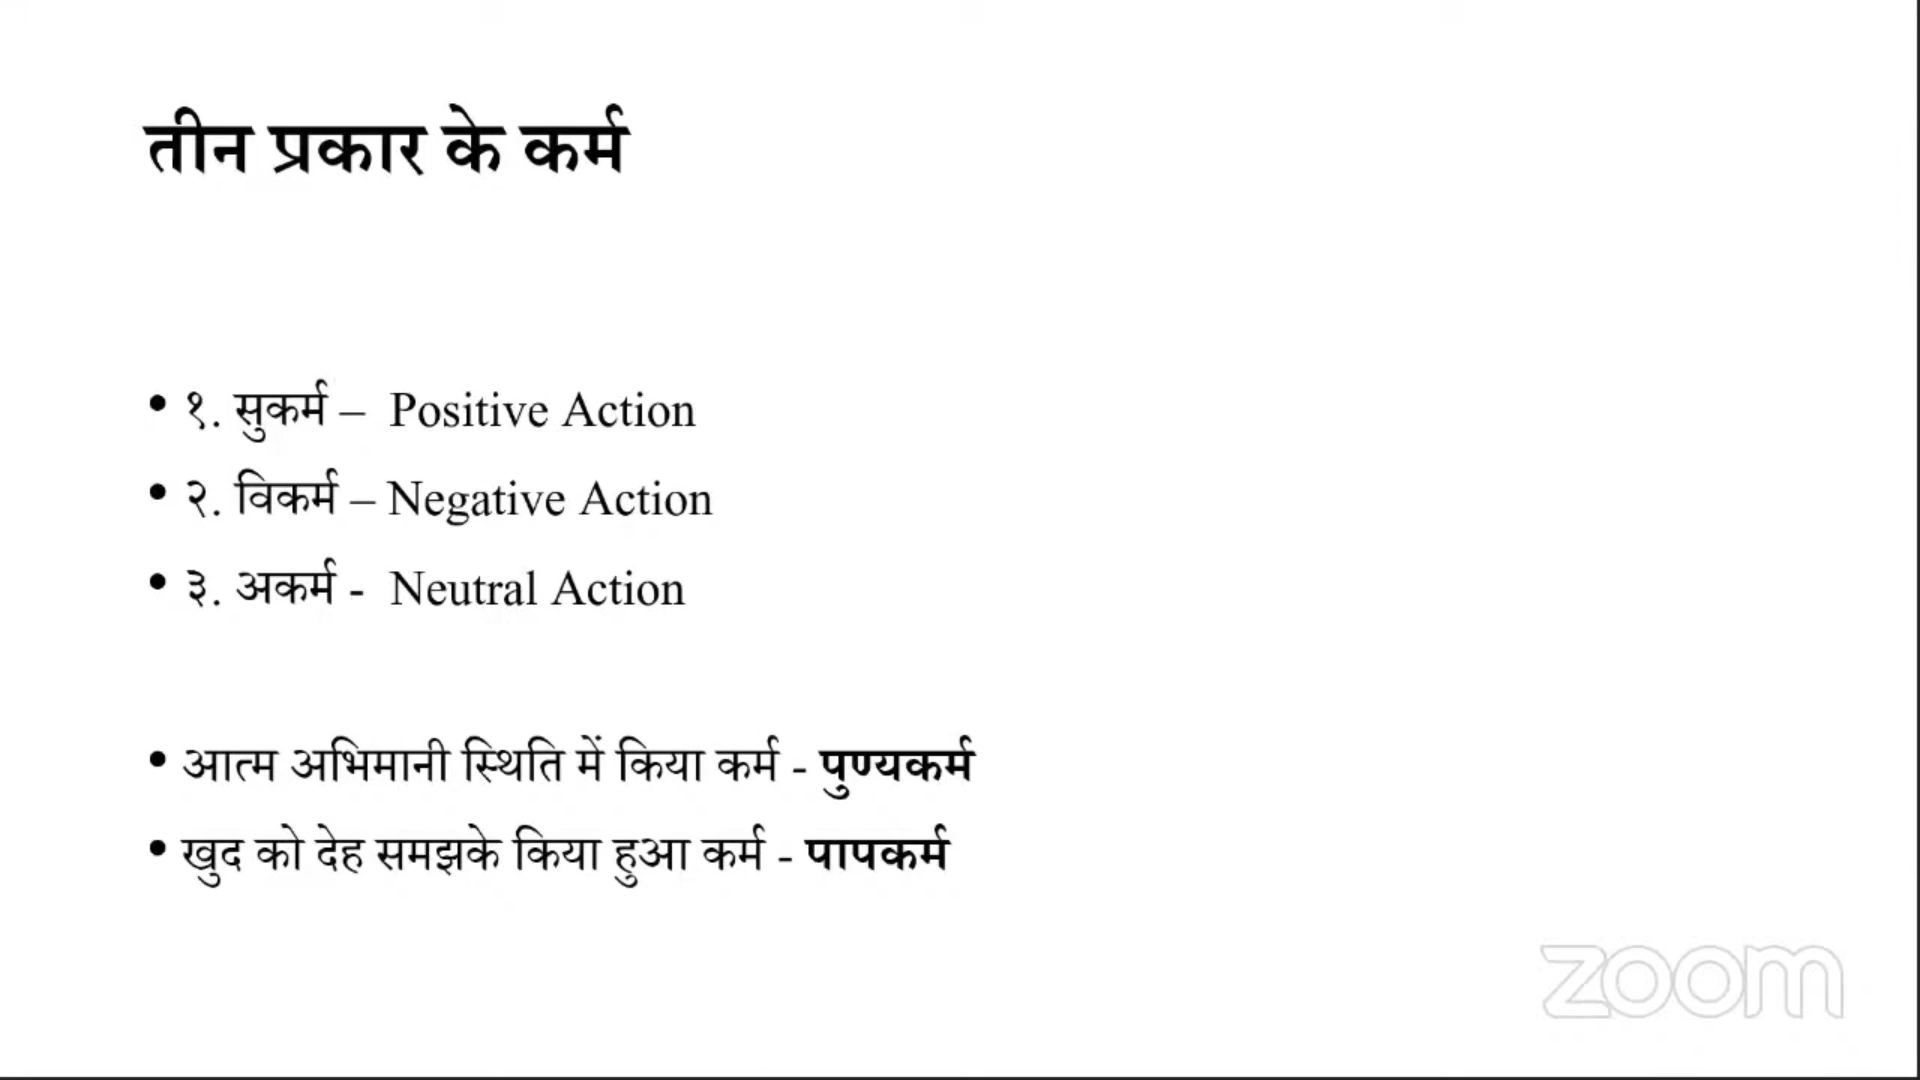 तीन प्रकार के कर्म
• १. सुकर्म – Positive Action
• २. विकर्म – Negative Action
• ३. अकर्म - Neutral Action
• आत्म अभिमानी स्थिति में किया कर्म - पुण्यकर्म
• खुद को देह समझके किया हुआ कर्म - पापकर्म
zoom